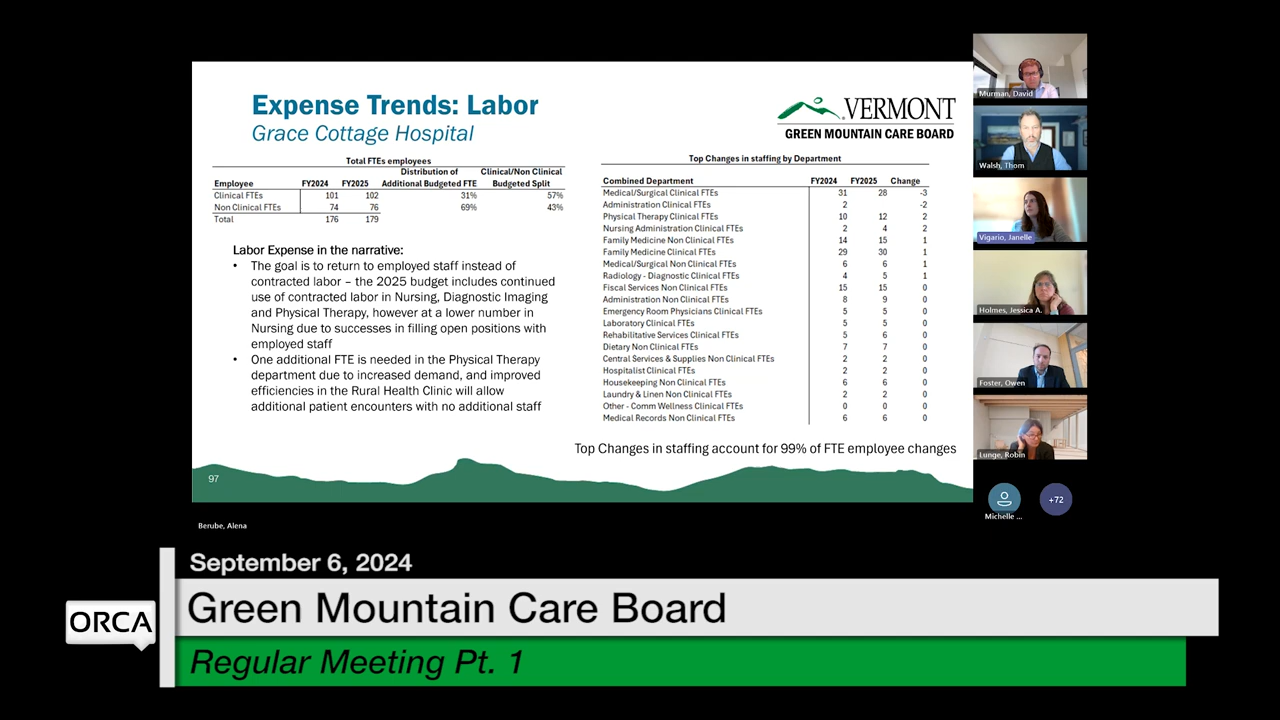 Expense Trends: Labor
Grace Cottage Hospital
VERMONT
GREEN MOUNTAIN CARE BOARD
Total FTEs employees
Distribution of Clinical/Non Clinical
Employee FY2024 FY2025 Additional Budgeted FTE Budgeted Split
Clinical FTEs 101 102 31% 57%
Non Clinical FTEs 74 76 69% 43%
Total 176 179
Labor Expense in the narrative:
• The goal is to return to employed staff instead of
contracted labor – the 2025 budget includes continued
use of contracted labor in Nursing, Diagnostic Imaging
and Physical Therapy, however at a lower number in
Nursing due to successes in filling open positions with
employed staff
• One additional FTE is needed in the Physical Therapy
department due to increased demand, and improved
efficiencies in the Rural Health Clinic will allow
additional patient encounters with no additional staff
Top Changes in staffing by Department
Combined Department FY2024 FY2025 Change
Medical/Surgical Clinical FTEs 31 28 -3
Administration Clinical FTEs 2 -2
Physical Therapy Clinical FTEs 10 12 2
Nursing Administration Clinical FTEs 2 4 2
Family Medicine Non Clinical FTEs 14 15 1
Family Medicine Clinical FTEs 29 30 1
Medical/Surgical Non Clinical FTEs 6 6 1
Radiology - Diagnostic Clinical FTEs 4 5 1
Fiscal Services Non Clinical FTEs 15 15 0
Administration Non Clinical FTEs 8 9 0
Emergency Room Physicians Clinical FTEs 5 5 0
Laboratory Clinical FTEs 5 5 0
Rehabilitative Services Clinical FTEs 5 6 0
Dietary Non Clinical FTEs 7 7 0
Central Services & Supplies Non Clinical FTEs 2 2 0
Hospitalist Clinical FTEs 2 2 0
Housekeeping Non Clinical FTEs 6 6 0
Laundry & Linen Non Clinical FTEs 2 2 0
Other - Comm Wellness Clinical FTEs 0 0 0
Medical Records Non Clinical FTEs 6 6 0
Top Changes in staffing account for 99% of FTE employee changes
97
Murman, David
Walsh, Thom
Vigario, Janelle
Holmes, Jessica A.
Foster, Owen
Lunge, Robin
Michelle ...
+72
Berube, Alena
September 6, 2024
ORCA
Green Mountain Care Board
Regular Meeting Pt. 1